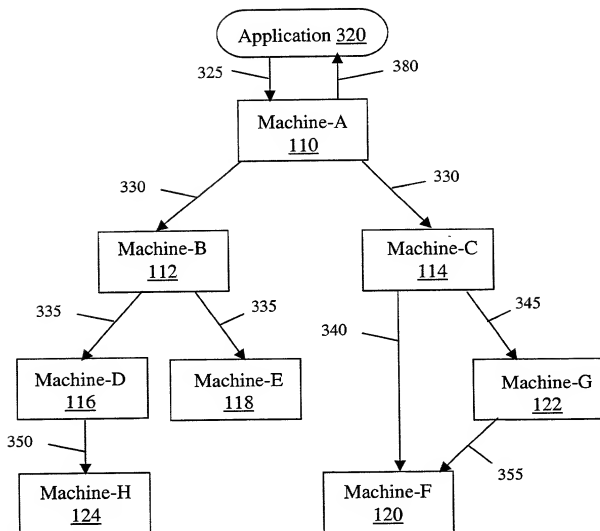 Application 320
325
380
Machine-A
110
330
330
Machine-B
112
Machine-C
114
335
335
340
345
Machine-D
116
Machine-E
118
Machine-G
122
350
355
Machine-H
124
Machine-F
120